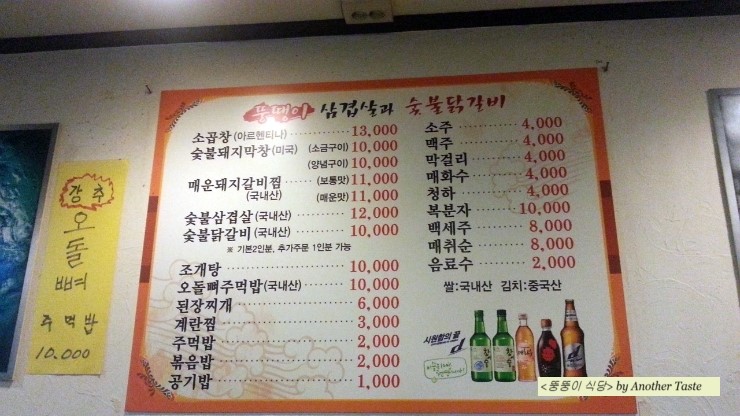 뚱땡이 삼겹살과 숯불닭갈비
소곱창(아르헨티나) 13,000
숯불돼지막창(미국) (소금구이) 10,000
(양념구이) 10,000
매운돼지갈비찜 (보통맛) 11,000
(국내산) (매운맛) 11,000
숯불삼겹살(국내산) 12,000
숯불닭갈비(국내산) 10,000
※ 기본2인분, 추가주문 1인분 가능
조개탕 10,000
오돌뼈주먹밥(국내산) 10,000
된장찌개 6,000
계란찜 3,000
주먹밥 2,000
볶음밥 2,000
공기밥 1,000
소주 4,000
맥주 4,000
막걸리 4,000
매화수 4,000
청하 4,000
복분자 10,000
백세주 8,000
매취순 8,000
음료수 2,000
쌀:국내산 김치:중국산
시원함의 끝
d
강추
오돌뼈
주먹밥
10.000
<뚱뚱이 식당> by Another Taste